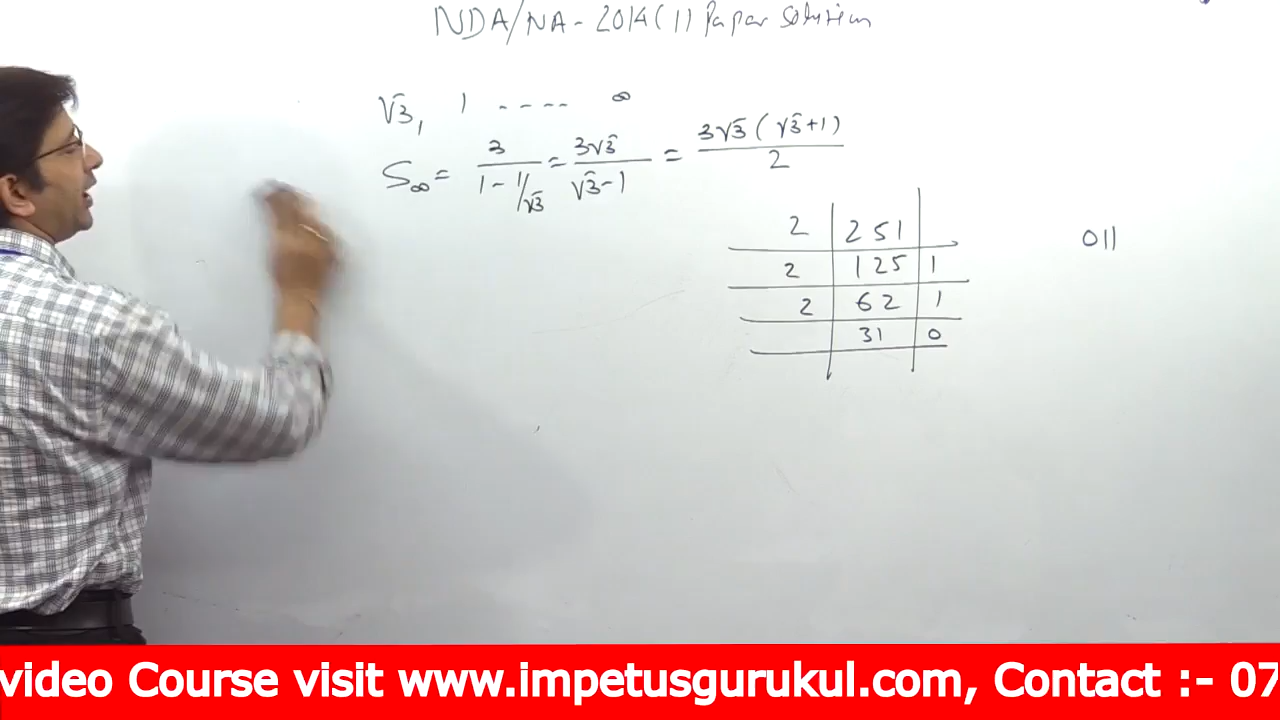 NDA/NA - 2014(1) Paper Solution
√3, 1 ---- ∞
S∞ = 3/(1 - 1/√3) = 3√3/(√3-1) = 3√3(√3+1)/2
2 | 251 |
2 | 125 | 1
2 | 62 | 1
31 | 0
011
video Course visit www.impetusgurukul.com, Contact :- 07